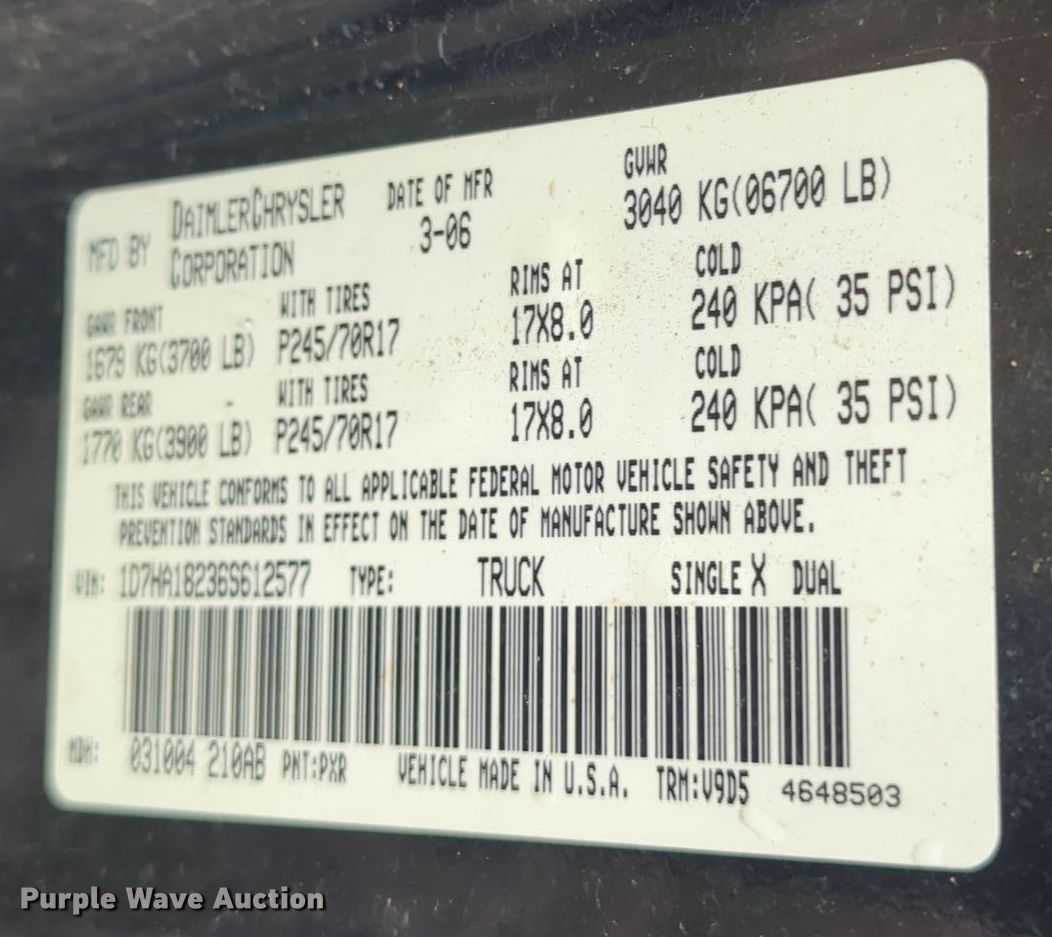 MFD BY DAIMLERCHRYSLER CORPORATION DATE OF MFR 3-06 GVWR 3040 KG(06700 LB)
GAWR FRONT WITH TIRES RIMS AT COLD
1679 KG(3700 LB) P245/70R17 17X8.0 240 KPA( 35 PSI)
GAWR REAR WITH TIRES RIMS AT COLD
1770 KG(3900 LB) P245/70R17 17X8.0 240 KPA( 35 PSI)
THIS VEHICLE CONFORMS TO ALL APPLICABLE FEDERAL MOTOR VEHICLE SAFETY AND THEFT
PREVENTION STANDARDS IN EFFECT ON THE DATE OF MANUFACTURE SHOWN ABOVE.
VIN: 1D7HA18236S612577 TYPE: TRUCK SINGLE X DUAL
MDH: 031004 210AB PNT:PXR VEHICLE MADE IN U.S.A. TRM:V9D5 4648503
Purple Wave Auction